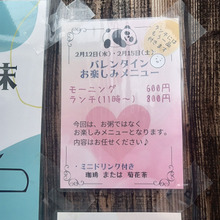 2月12日(水)・2月15日(土)
バレンタイン
お楽しみメニュー
モーニング 600円
ランチ(11時〜) 800円
今回は、お粥ではなく
お楽しみメニューとなります。
内容はお任せください♪
・ミニドリンク付き
珈琲 または 菊花茶